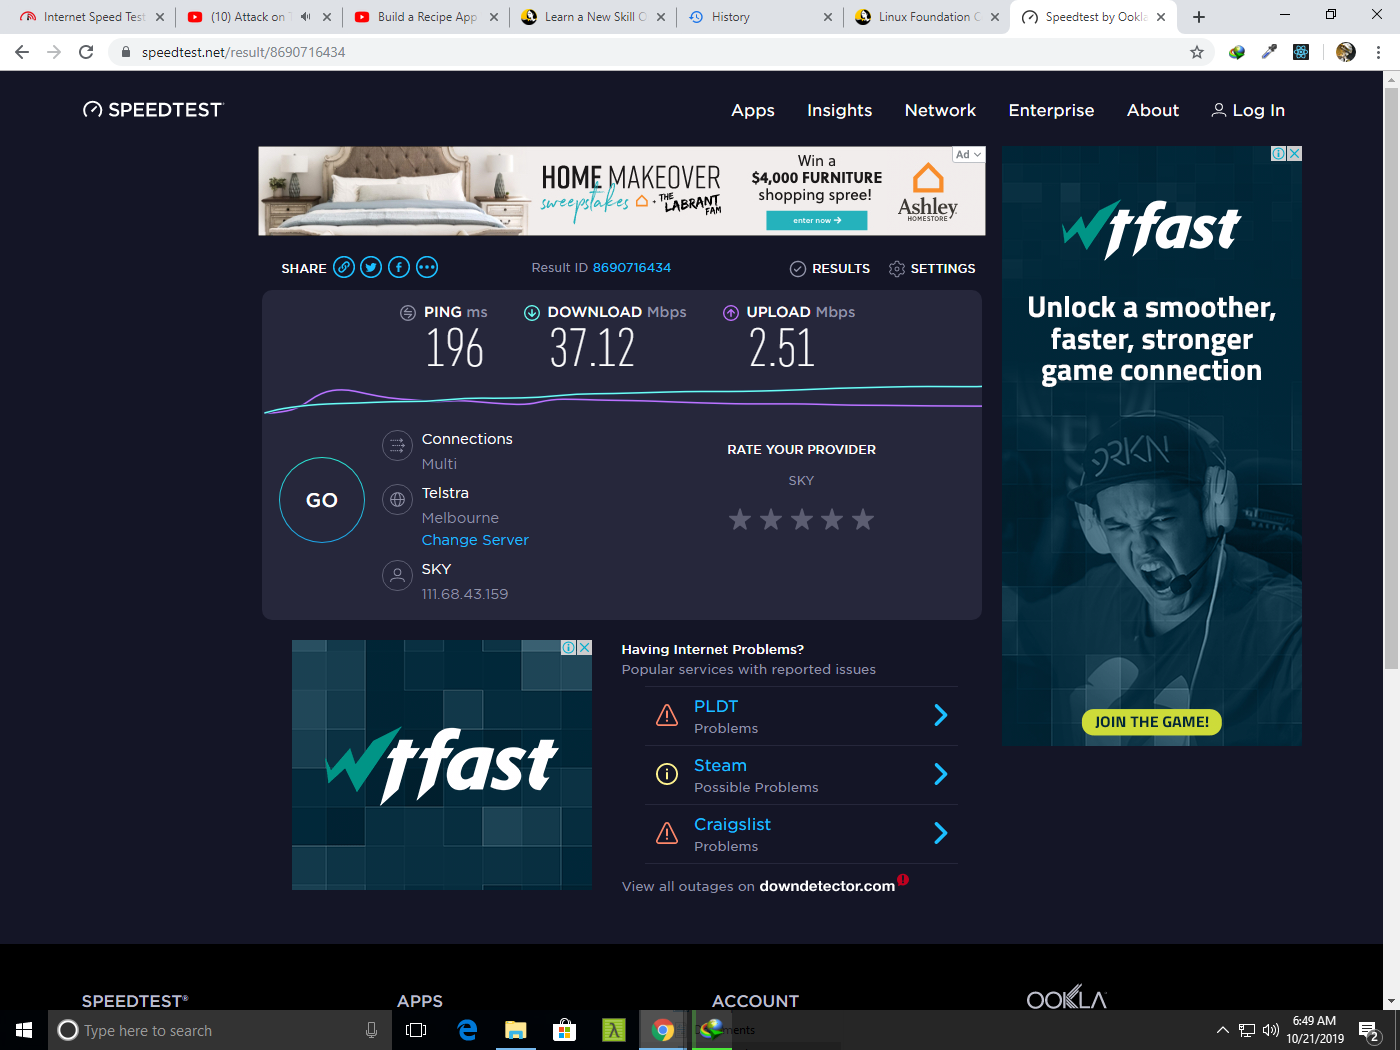 Internet Speed Test
(10) Attack on T
Build a Recipe App
Learn a New Skill O
History
Linux Foundation C
Speedtest by Ookla
speedtest.net/result/8690716434
SPEEDTEST
Apps
Insights
Network
Enterprise
About
Log In
HOME MAKEOVER
sweepstakes
+ THE LABRANT FAM
Win a
$4,000 FURNITURE
shopping spree!
enter now
Ashley
HOMESTORE
Ad
SHARE
Result ID 8690716434
RESULTS
SETTINGS
PING ms
196
DOWNLOAD Mbps
37.12
UPLOAD Mbps
2.51
GO
Connections
Multi
Telstra
Melbourne
Change Server
SKY
111.68.43.159
RATE YOUR PROVIDER
SKY
wtfast
Unlock a smoother,
faster, stronger
game connection
DRKN
JOIN THE GAME!
wtfast
Having Internet Problems?
Popular services with reported issues
PLDT
Problems
Steam
Possible Problems
Craigslist
Problems
View all outages on downdetector.com
SPEEDTEST®
APPS
ACCOUNT
OOKLA
Type here to search
6:49 AM
10/21/2019
2